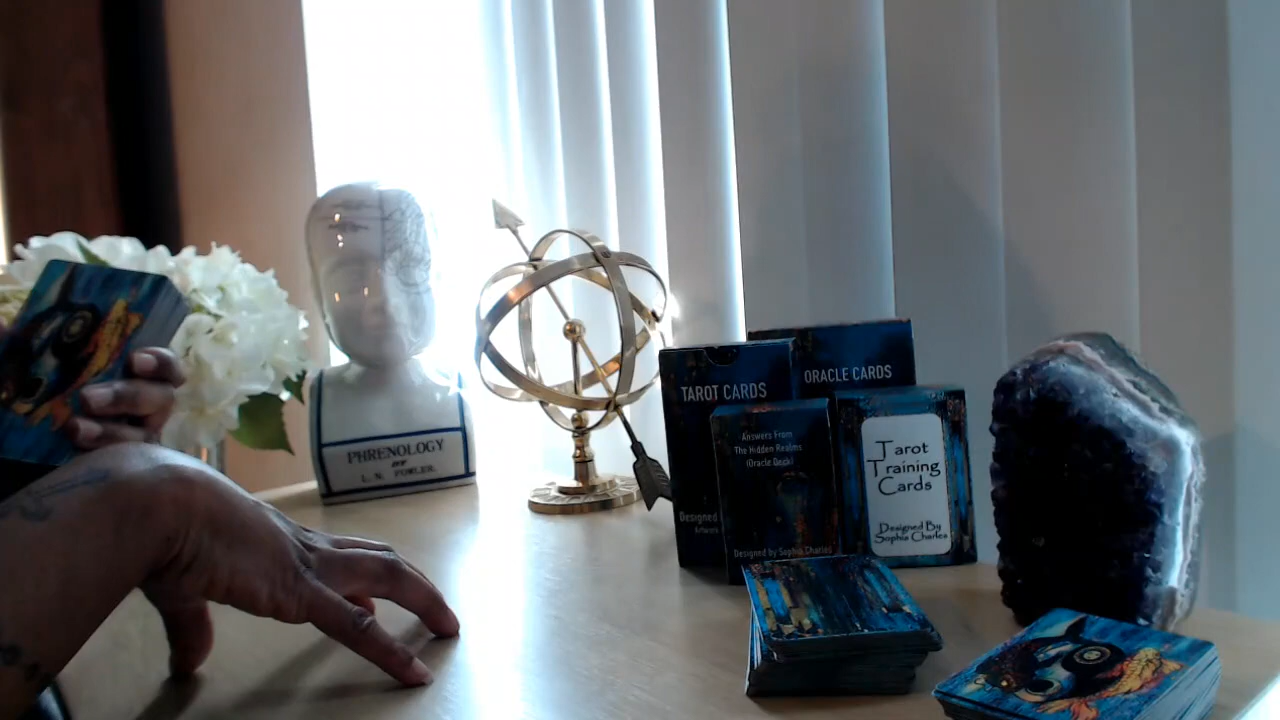 PHRENOLOGY
BY
L. N. FOWLER.
TAROT CARDS
Designed
ORACLE CARDS
Answers From
The Hidden Realms
(Oracle Deck)
Designed by Sophia Charles
Tarot
Training
Cards
Designed By
Sophia Charles